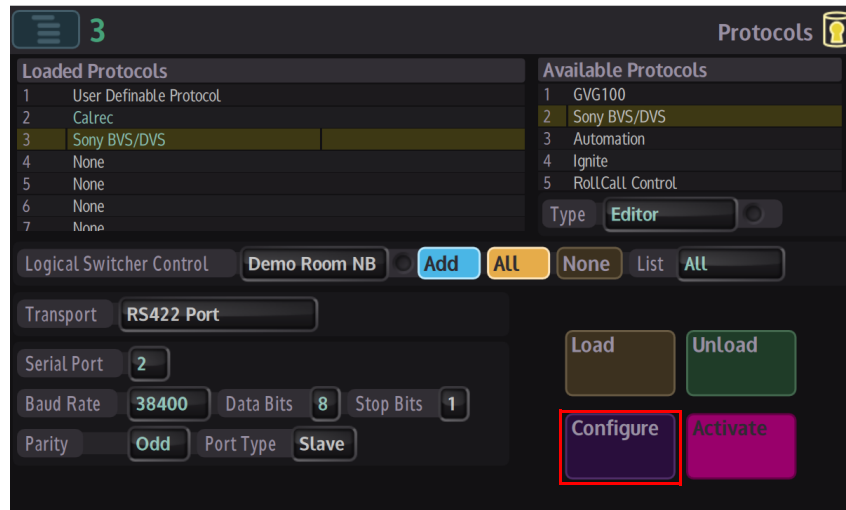 3
Protocols
Loaded Protocols
1 User Definable Protocol
2 Calrec
3 Sony BVS/DVS
4 None
5 None
6 None
7 None
Available Protocols
1 GVG100
2 Sony BVS/DVS
3 Automation
4 Ignite
5 RollCall Control
Type Editor
Logical Switcher Control Demo Room NB Add All None List All
Transport RS422 Port
Serial Port 2
Baud Rate 38400 Data Bits 8 Stop Bits 1
Parity Odd Port Type Slave
Load Unload
Configure Activate